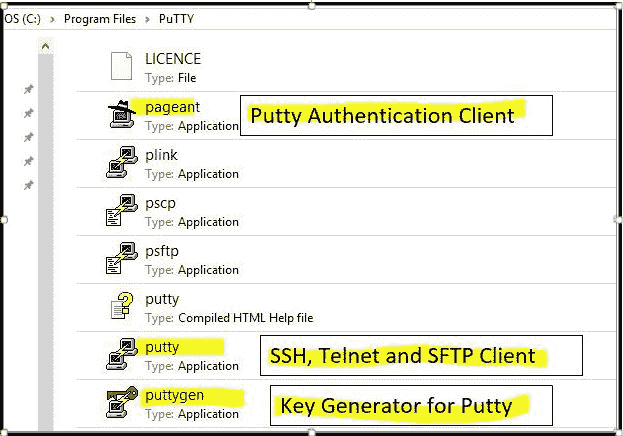 OS (C:) > Program Files > PuTTY
LICENCE
Type: File
pageant
Type: Application
Putty Authentication Client
plink
Type: Application
pscp
Type: Application
psftp
Type: Application
putty
Type: Compiled HTML Help file
putty
Type: Application
SSH, Telnet and SFTP Client
puttygen
Type: Application
Key Generator for Putty